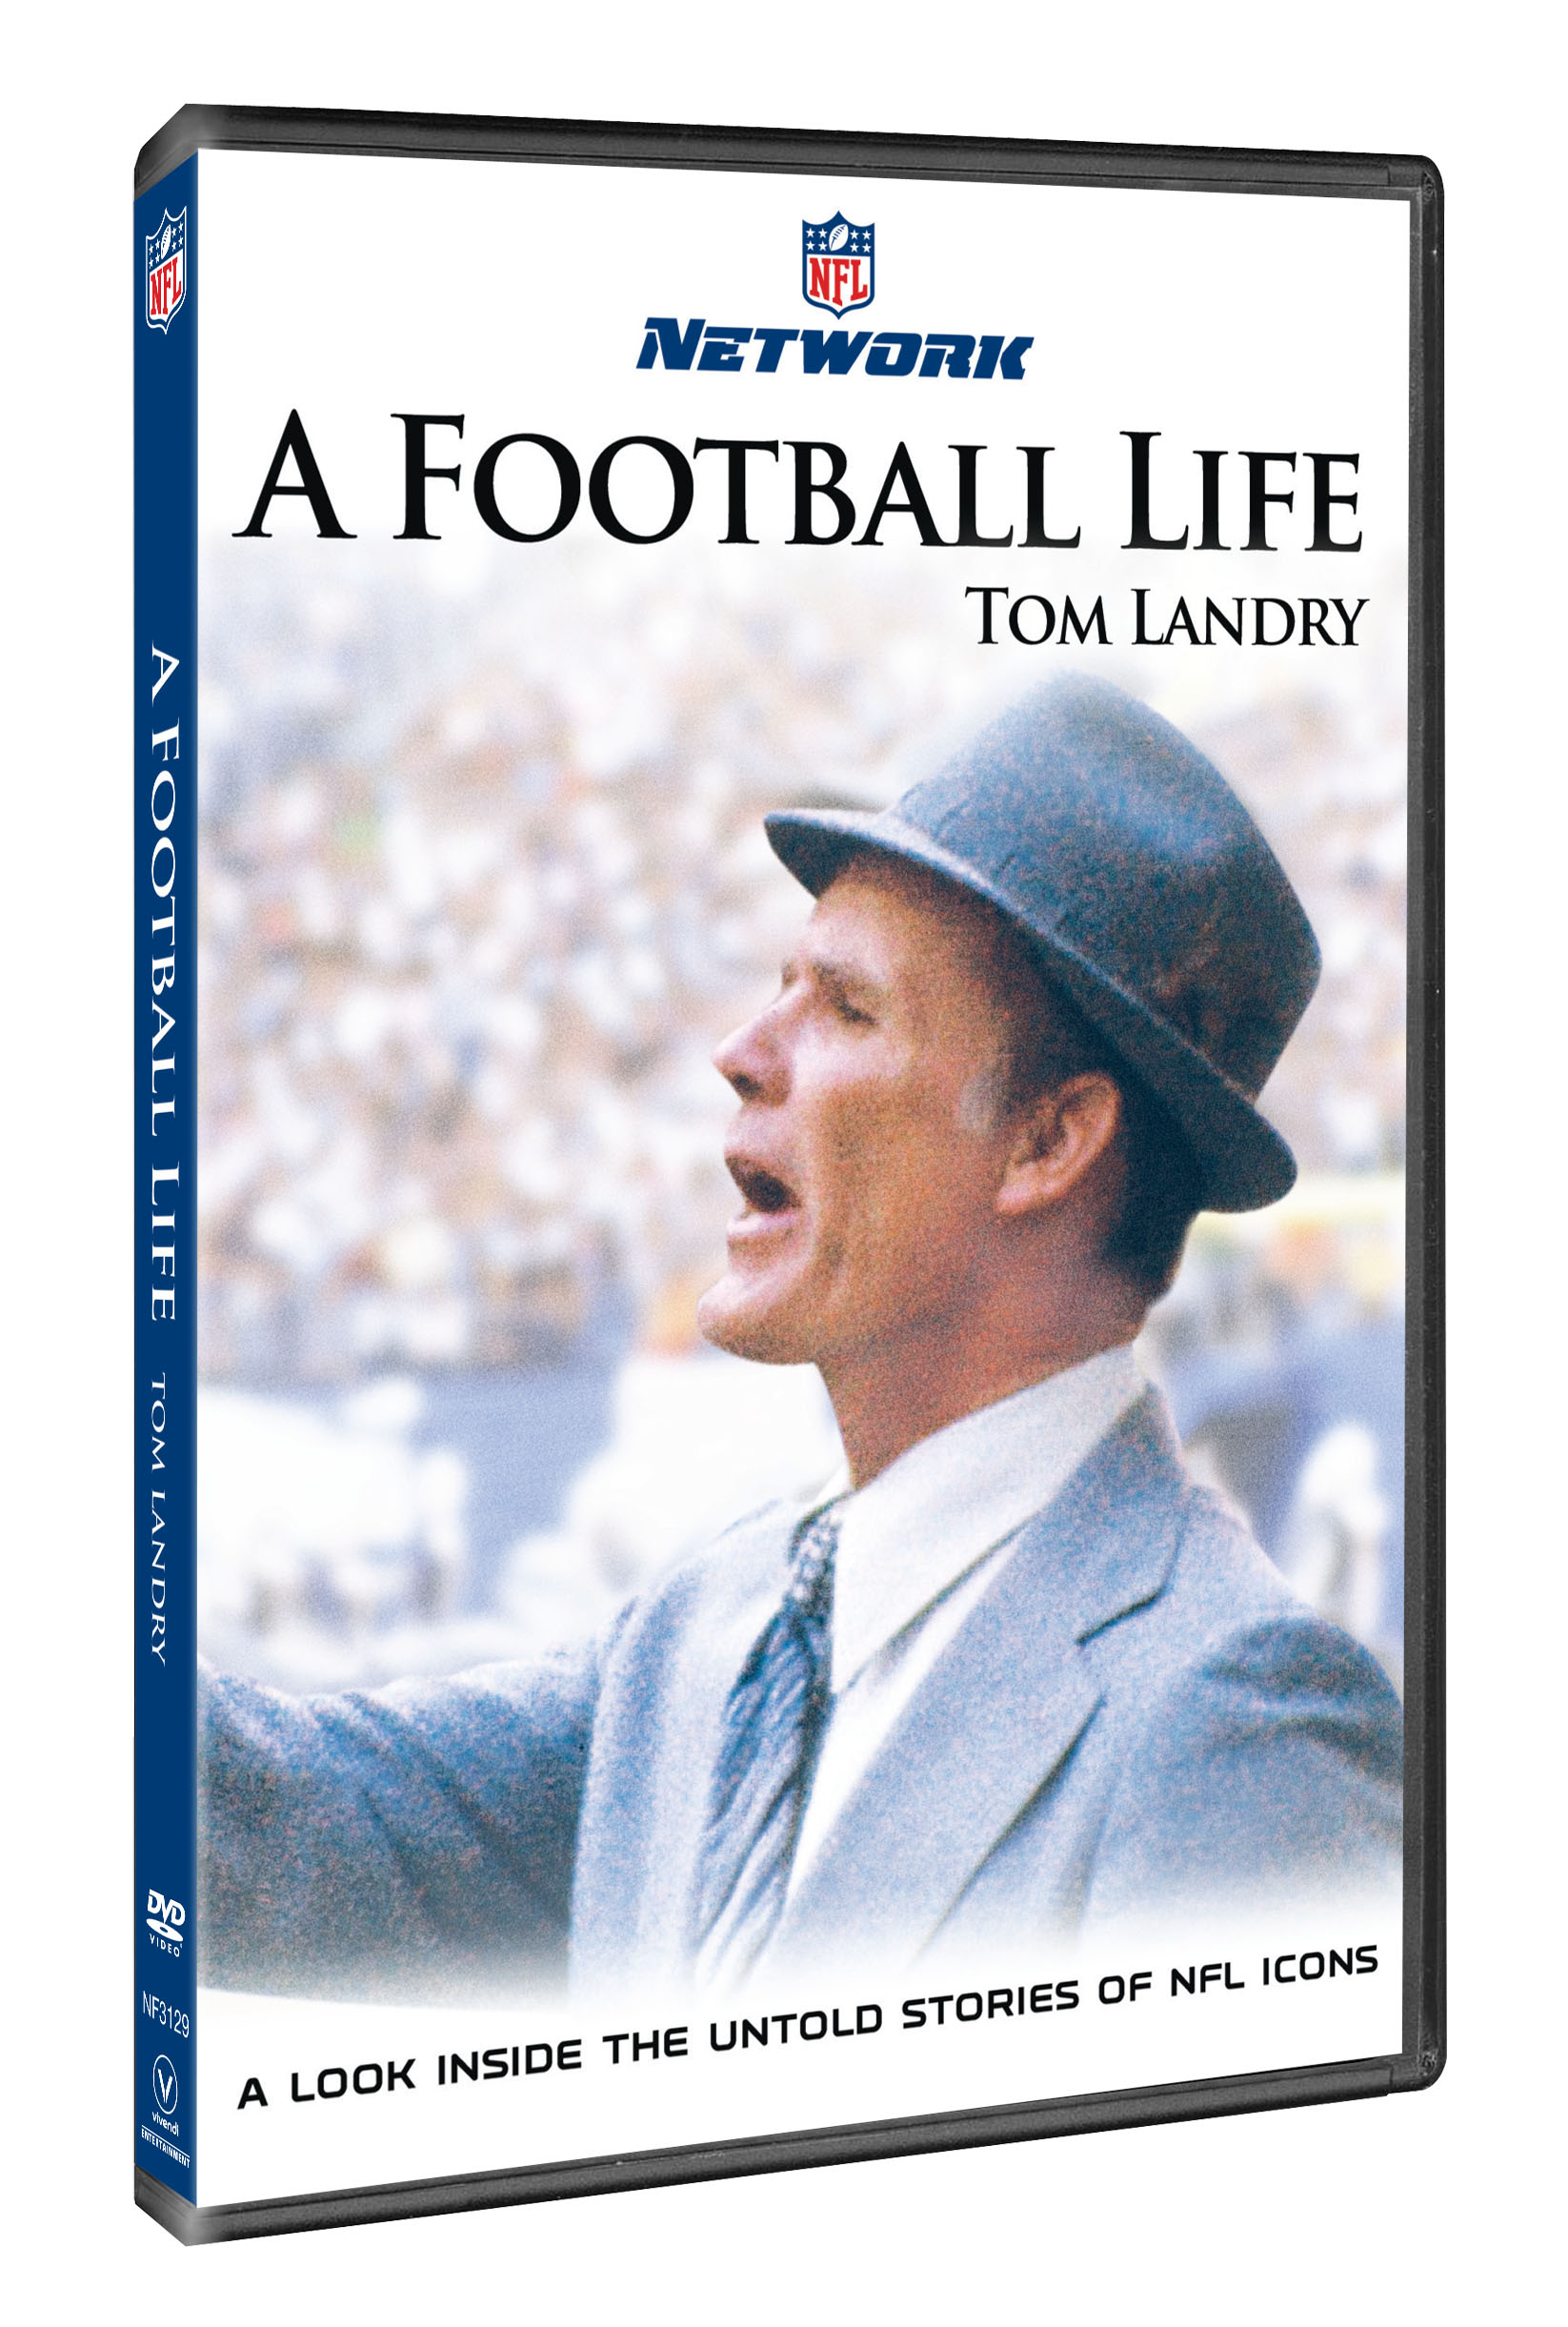 NFL
NETWORK
A FOOTBALL LIFE
TOM LANDRY
A LOOK INSIDE THE UNTOLD STORIES OF NFL ICONS
NFL
A FOOTBALL LIFE TOM LANDRY
DVD
VIDEO
NF3129
V
vivendi
ENTERTAINMENT